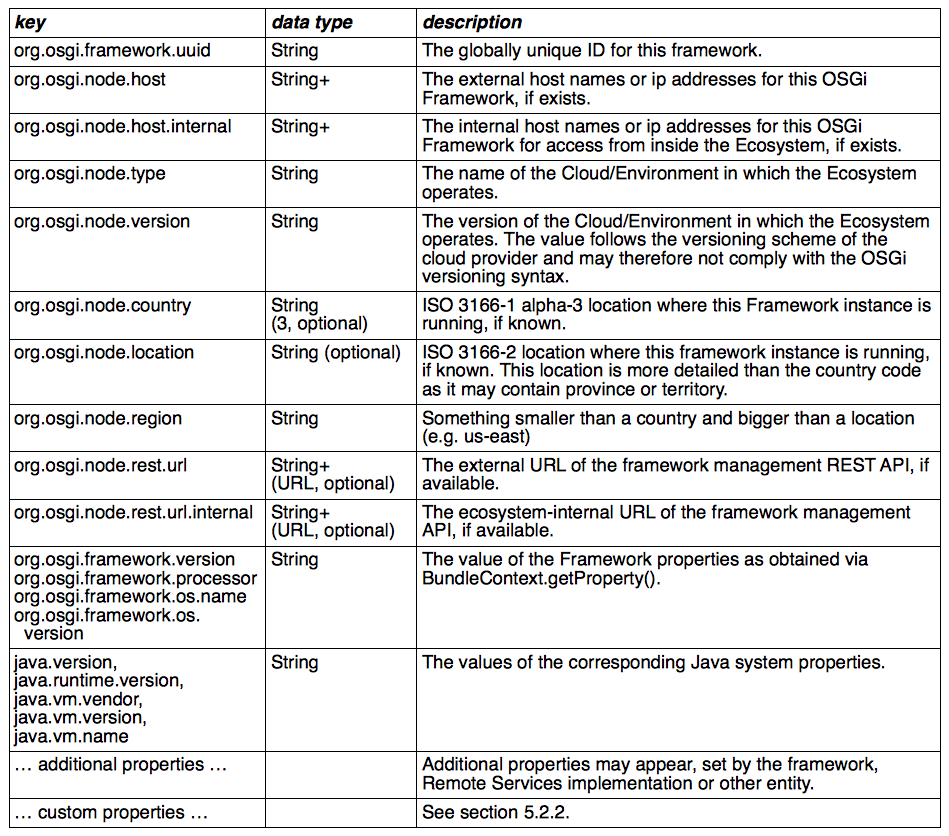 key data type description
org.osgi.framework.uuid String The globally unique ID for this framework.
org.osgi.node.host String+ The external host names or ip addresses for this OSGi
Framework, if exists.
org.osgi.node.host.internal String+ The internal host names or ip addresses for this OSGi
Framework for access from inside the Ecosystem, if exists.
org.osgi.node.type String The name of the Cloud/Environment in which the Ecosystem
operates.
org.osgi.node.version String The version of the Cloud/Environment in which the Ecosystem
operates. The value follows the versioning scheme of the
cloud provider and may therefore not comply with the OSGi
versioning syntax.
org.osgi.node.country String ISO 3166-1 alpha-3 location where this Framework instance is
(3, optional) running, if known.
org.osgi.node.location String (optional) ISO 3166-2 location where this framework instance is running,
if known. This location is more detailed than the country code
as it may contain province or territory.
org.osgi.node.region String Something smaller than a country and bigger than a location
(e.g. us-east)
org.osgi.node.rest.url String+ The external URL of the framework management REST API, if
(URL, optional) available.
org.osgi.node.rest.url.internal String+ The ecosystem-internal URL of the framework management
(URL, optional) API, if available.
org.osgi.framework.version String The value of the Framework properties as obtained via
org.osgi.framework.processor BundleContext.getProperty().
org.osgi.framework.os.name
org.osgi.framework.os.
version
java.version, String The values of the corresponding Java system properties.
java.runtime.version,
java.vm.vendor,
java.vm.version,
java.vm.name
… additional properties … Additional properties may appear, set by the framework,
Remote Services implementation or other entity.
… custom properties … See section 5.2.2.